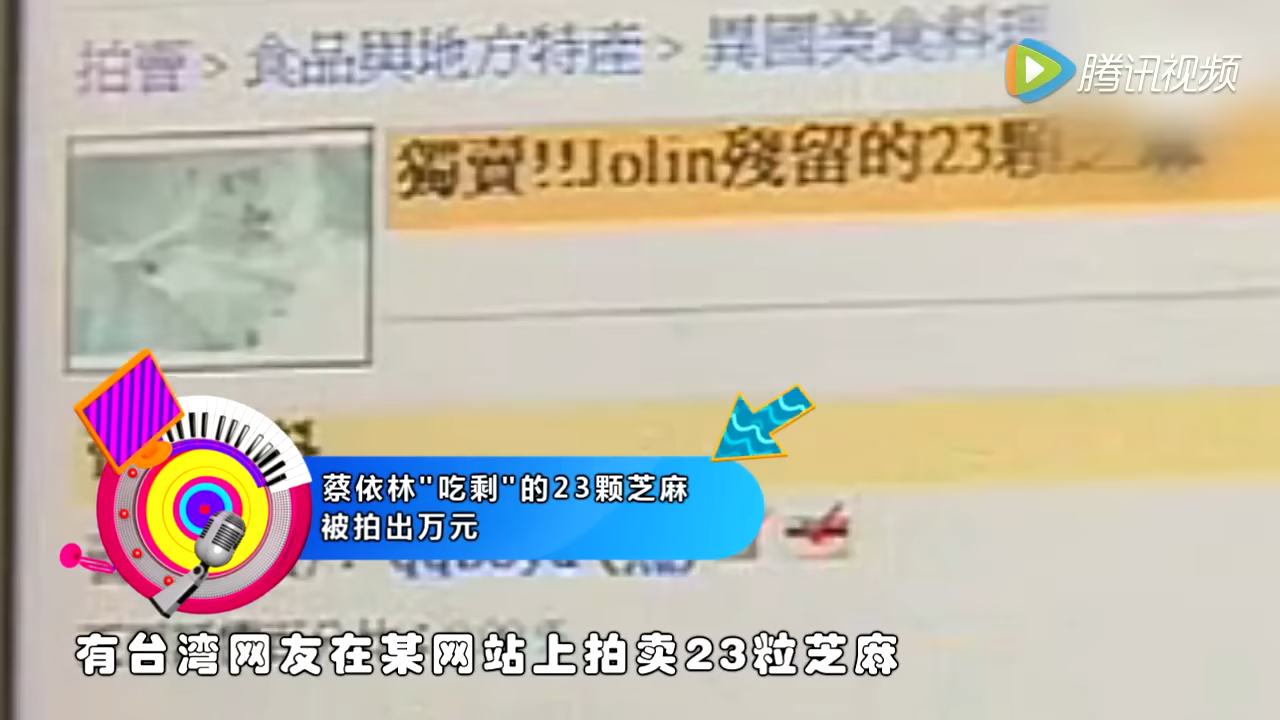 拍賣 > 食品與地方特産 > 異國美食料理
腾讯视频
獨賣!!Jolin殘留的23顆芝麻
蔡依林"吃剩"的23颗芝麻
被拍出万元
有台湾网友在某网站上拍卖23粒芝麻